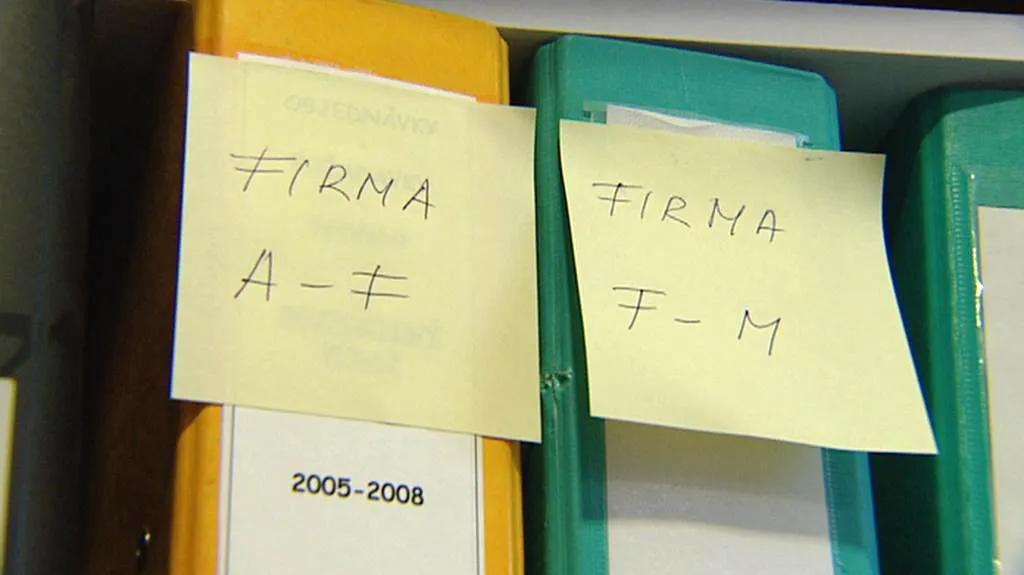 FIRMA
A - F
2005-2008
FIRMA
F - M